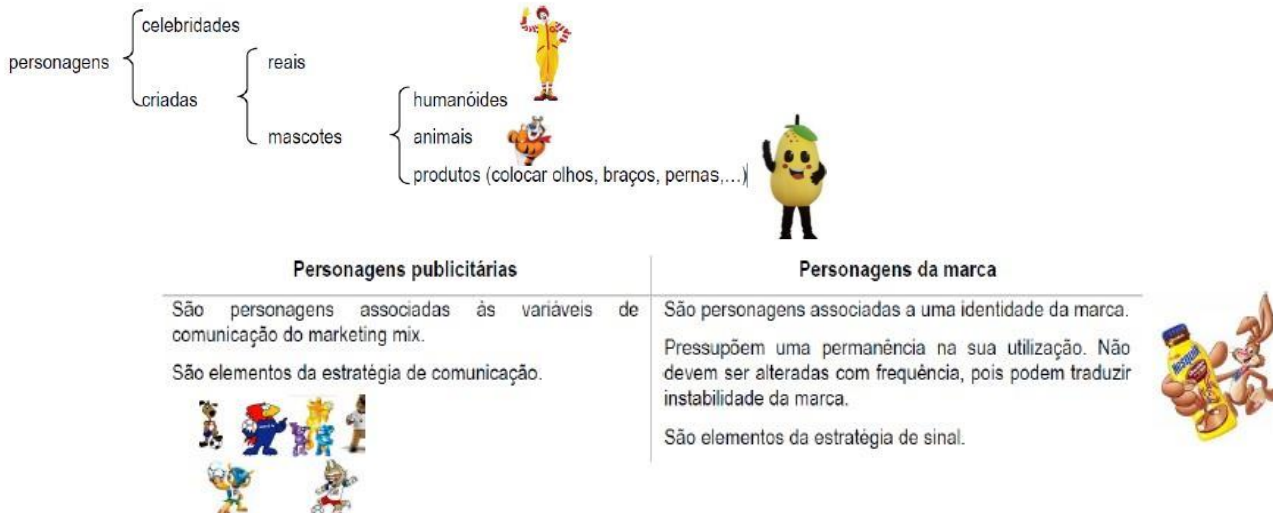 celebridades
personagens
reais
criadas
humanóides
mascotes
animais
produtos (colocar olhos, braços, pernas,…)
Personagens publicitárias
São personagens associadas às variáveis de
comunicação do marketing mix.
São elementos da estratégia de comunicação.
Personagens da marca
São personagens associadas a uma identidade da marca.
Pressupõem uma permanência na sua utilização. Não
devem ser alteradas com frequência, pois podem traduzir
instabilidade da marca.
São elementos da estratégia de sinal.
Nesquik